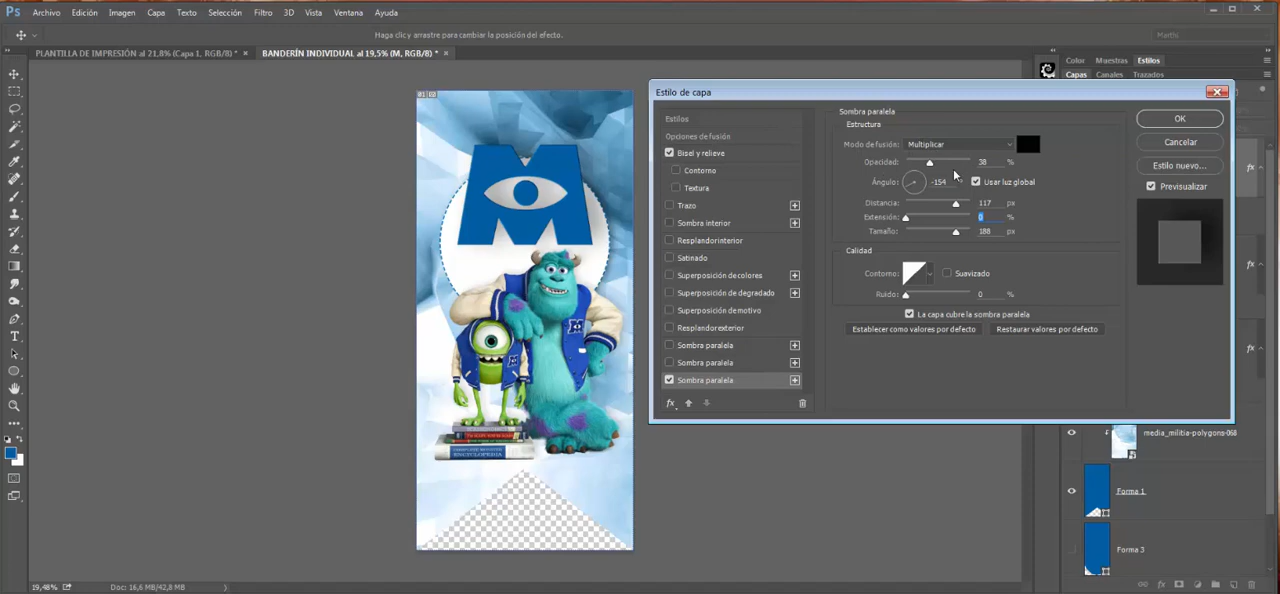 Ps Archivo Edición Imagen Capa Texto Selección Filtro 3D Vista Ventana Ayuda
Haga clic y arrastre para cambiar la posición del efecto.
PLANTILLA DE IMPRESIÓN al 21,8% (Capa 1, RGB/8) * × BANDERÍN INDIVIDUAL al 19,5% (M, RGB/8) * ×
Color Muestras Estilos
Capas Canales Trazados
Estilo de capa
Estilos
Opciones de fusión
Bisel y relieve
Contorno
Textura
Trazo
Sombra interior
Resplandor interior
Satinado
Superposición de colores
Superposición de degradado
Superposición de motivo
Resplandor exterior
Sombra paralela
Sombra paralela
Sombra paralela
fx
Sombra paralela
Estructura
Modo de fusión: Multiplicar
Opacidad: 38 %
Ángulo: -154 ° Usar luz global
Distancia: 117 px
Extensión: 0 %
Tamaño: 188 px
Calidad
Contorno: Suavizado
Ruido: 0 %
La capa cubre la sombra paralela
Establecer como valores por defecto Restaurar valores por defecto
OK
Cancelar
Estilo nuevo...
Previsualizar
fx
fx
fx
media_militia-polygons-068
Forma 1
Forma 3
M
19,48% Doc: 16,6 MB/42,8 MB